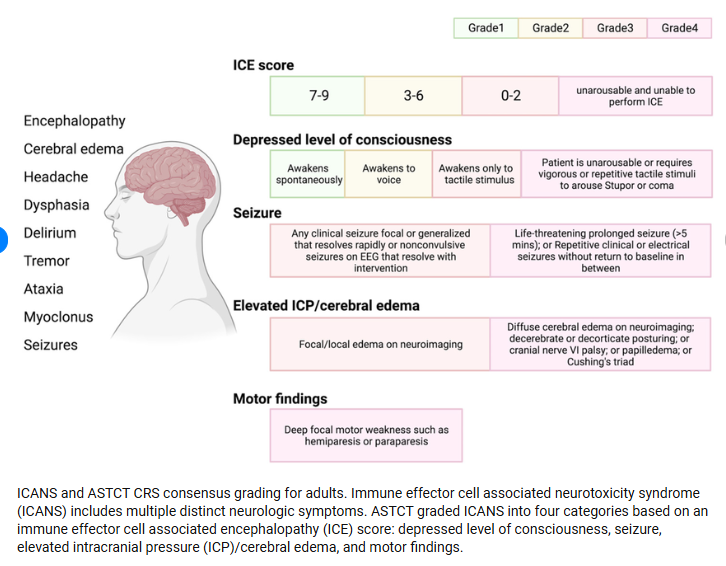 Grade1 Grade2 Grade3 Grade4
ICE score
7-9 3-6 0-2 unarousable and unable to
perform ICE
Encephalopathy
Cerebral edema
Headache
Dysphasia
Delirium
Tremor
Ataxia
Myoclonus
Seizures
Depressed level of consciousness
Awakens
spontaneously
Awakens to
voice
Awakens only to
tactile stimulus
Patient is unarousable or requires
vigorous or repetitive tactile stimuli
to arouse Stupor or coma
Seizure
Any clinical seizure focal or generalized
that resolves rapidly or nonconvulsive
seizures on EEG that resolve with
intervention
Life-threatening prolonged seizure (>5
mins); or Repetitive clinical or electrical
seizures without return to baseline in
between
Elevated ICP/cerebral edema
Focal/local edema on neuroimaging
Diffuse cerebral edema on neuroimaging;
decerebrate or decorticate posturing; or
cranial nerve VI palsy; or papilledema; or
Cushing's triad
Motor findings
Deep focal motor weakness such as
hemiparesis or paraparesis
ICANS and ASTCT CRS consensus grading for adults. Immune effector cell associated neurotoxicity syndrome
(ICANS) includes multiple distinct neurologic symptoms. ASTCT graded ICANS into four categories based on an
immune effector cell associated encephalopathy (ICE) score: depressed level of consciousness, seizure,
elevated intracranial pressure (ICP)/cerebral edema, and motor findings.